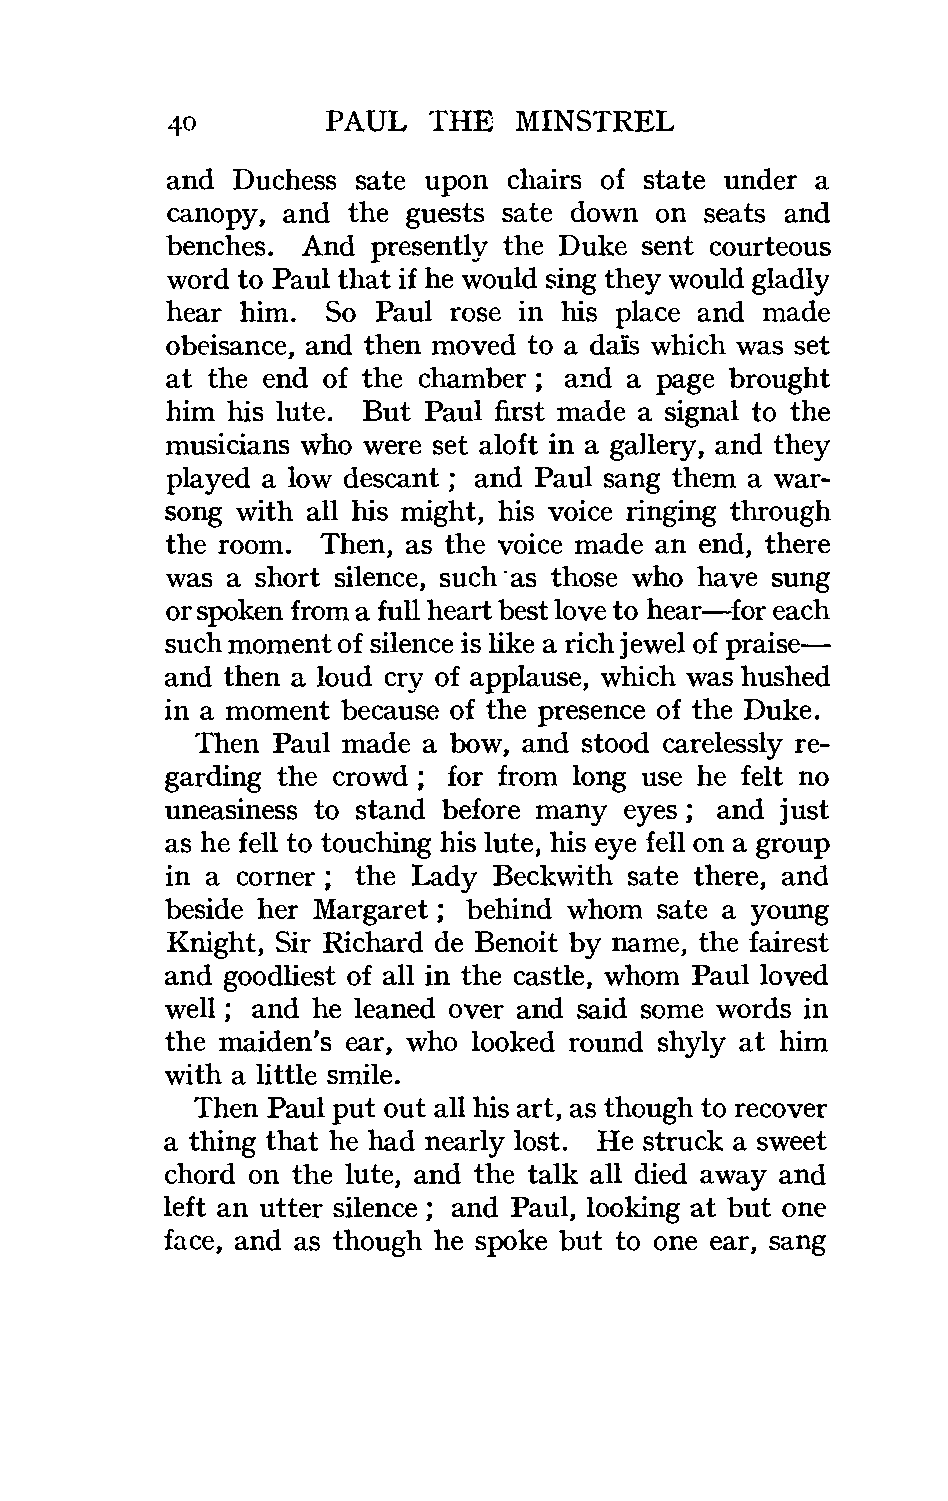 40 PAUL THE MINSTREL
and Duchess sate upon chairs of state under a
canopy, and the guests sate down on seats and
benches. And presently the Duke sent courteous
word to Paul that if he would sing they would gladly
hear him. So Paul rose in his place and made
obeisance, and then moved to a daïs which was set
at the end of the chamber ; and a page brought
him his lute. But Paul first made a signal to the
musicians who were set aloft in a gallery, and they
played a low descant ; and Paul sang them a war-
song with all his might, his voice ringing through
the room. Then, as the voice made an end, there
was a short silence, such as those who have sung
or spoken from a full heart best love to hear—for each
such moment of silence is like a rich jewel of praise—
and then a loud cry of applause, which was hushed
in a moment because of the presence of the Duke.
Then Paul made a bow, and stood carelessly re-
garding the crowd ; for from long use he felt no
uneasiness to stand before many eyes ; and just
as he fell to touching his lute, his eye fell on a group
in a corner ; the Lady Beckwith sate there, and
beside her Margaret ; behind whom sate a young
Knight, Sir Richard de Benoit by name, the fairest
and goodliest of all in the castle, whom Paul loved
well ; and he leaned over and said some words in
the maiden's ear, who looked round shyly at him
with a little smile.
Then Paul put out all his art, as though to recover
a thing that he had nearly lost. He struck a sweet
chord on the lute, and the talk all died away and
left an utter silence ; and Paul, looking at but one
face, and as though he spoke but to one ear, sang